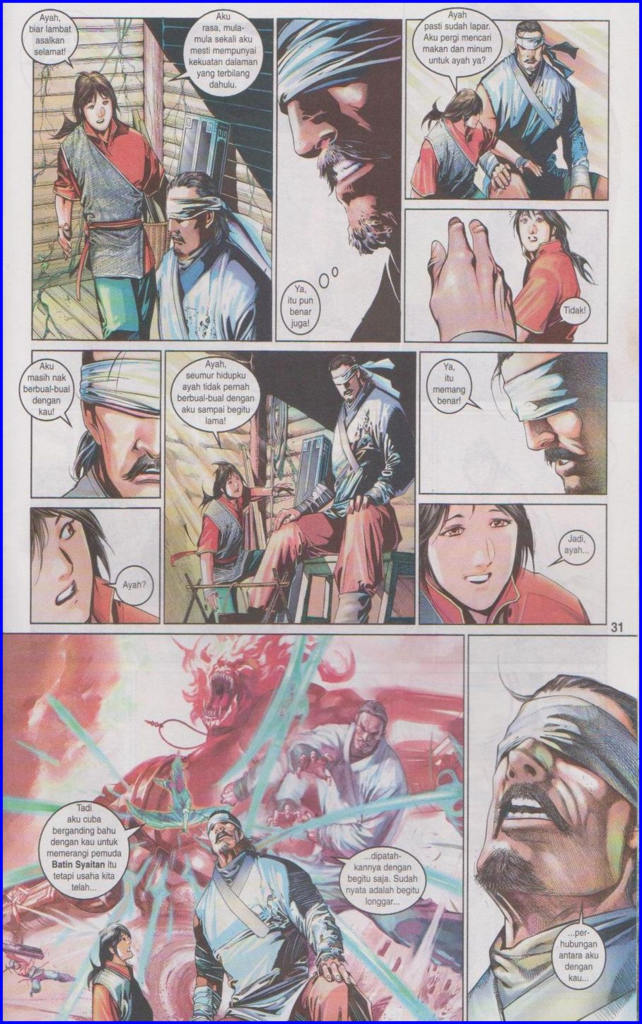 Ayah,
biar lambat
asalkan
selamat!
Aku
rasa, mula-
mula sekali aku
mesti mempunyai
kekuatan dalaman
yang terbilang
dahulu.
Ya,
itu pun
benar
juga!
Ayah
pasti sudah lapar.
Aku pergi mencari
makan dan minum
untuk ayah ya?
Tidak!
Aku
masih nak
berbual-bual
dengan
kau!
Ayah,
seumur hidupku
ayah tidak pernah
berbual-bual dengan
aku sampai begitu
lama!
Ya,
itu
memang
benar!
Ayah?
Jadi,
ayah...
31
Tadi
aku cuba
berganding bahu
dengan kau untuk
memerangi pemuda
Batin Syaitan itu
tetapi usaha kita
telah...
...dipatah-
kannya dengan
begitu saja. Sudah
nyata adalah begitu
longgar...
...per-
hubungan
antara aku
dengan
kau...